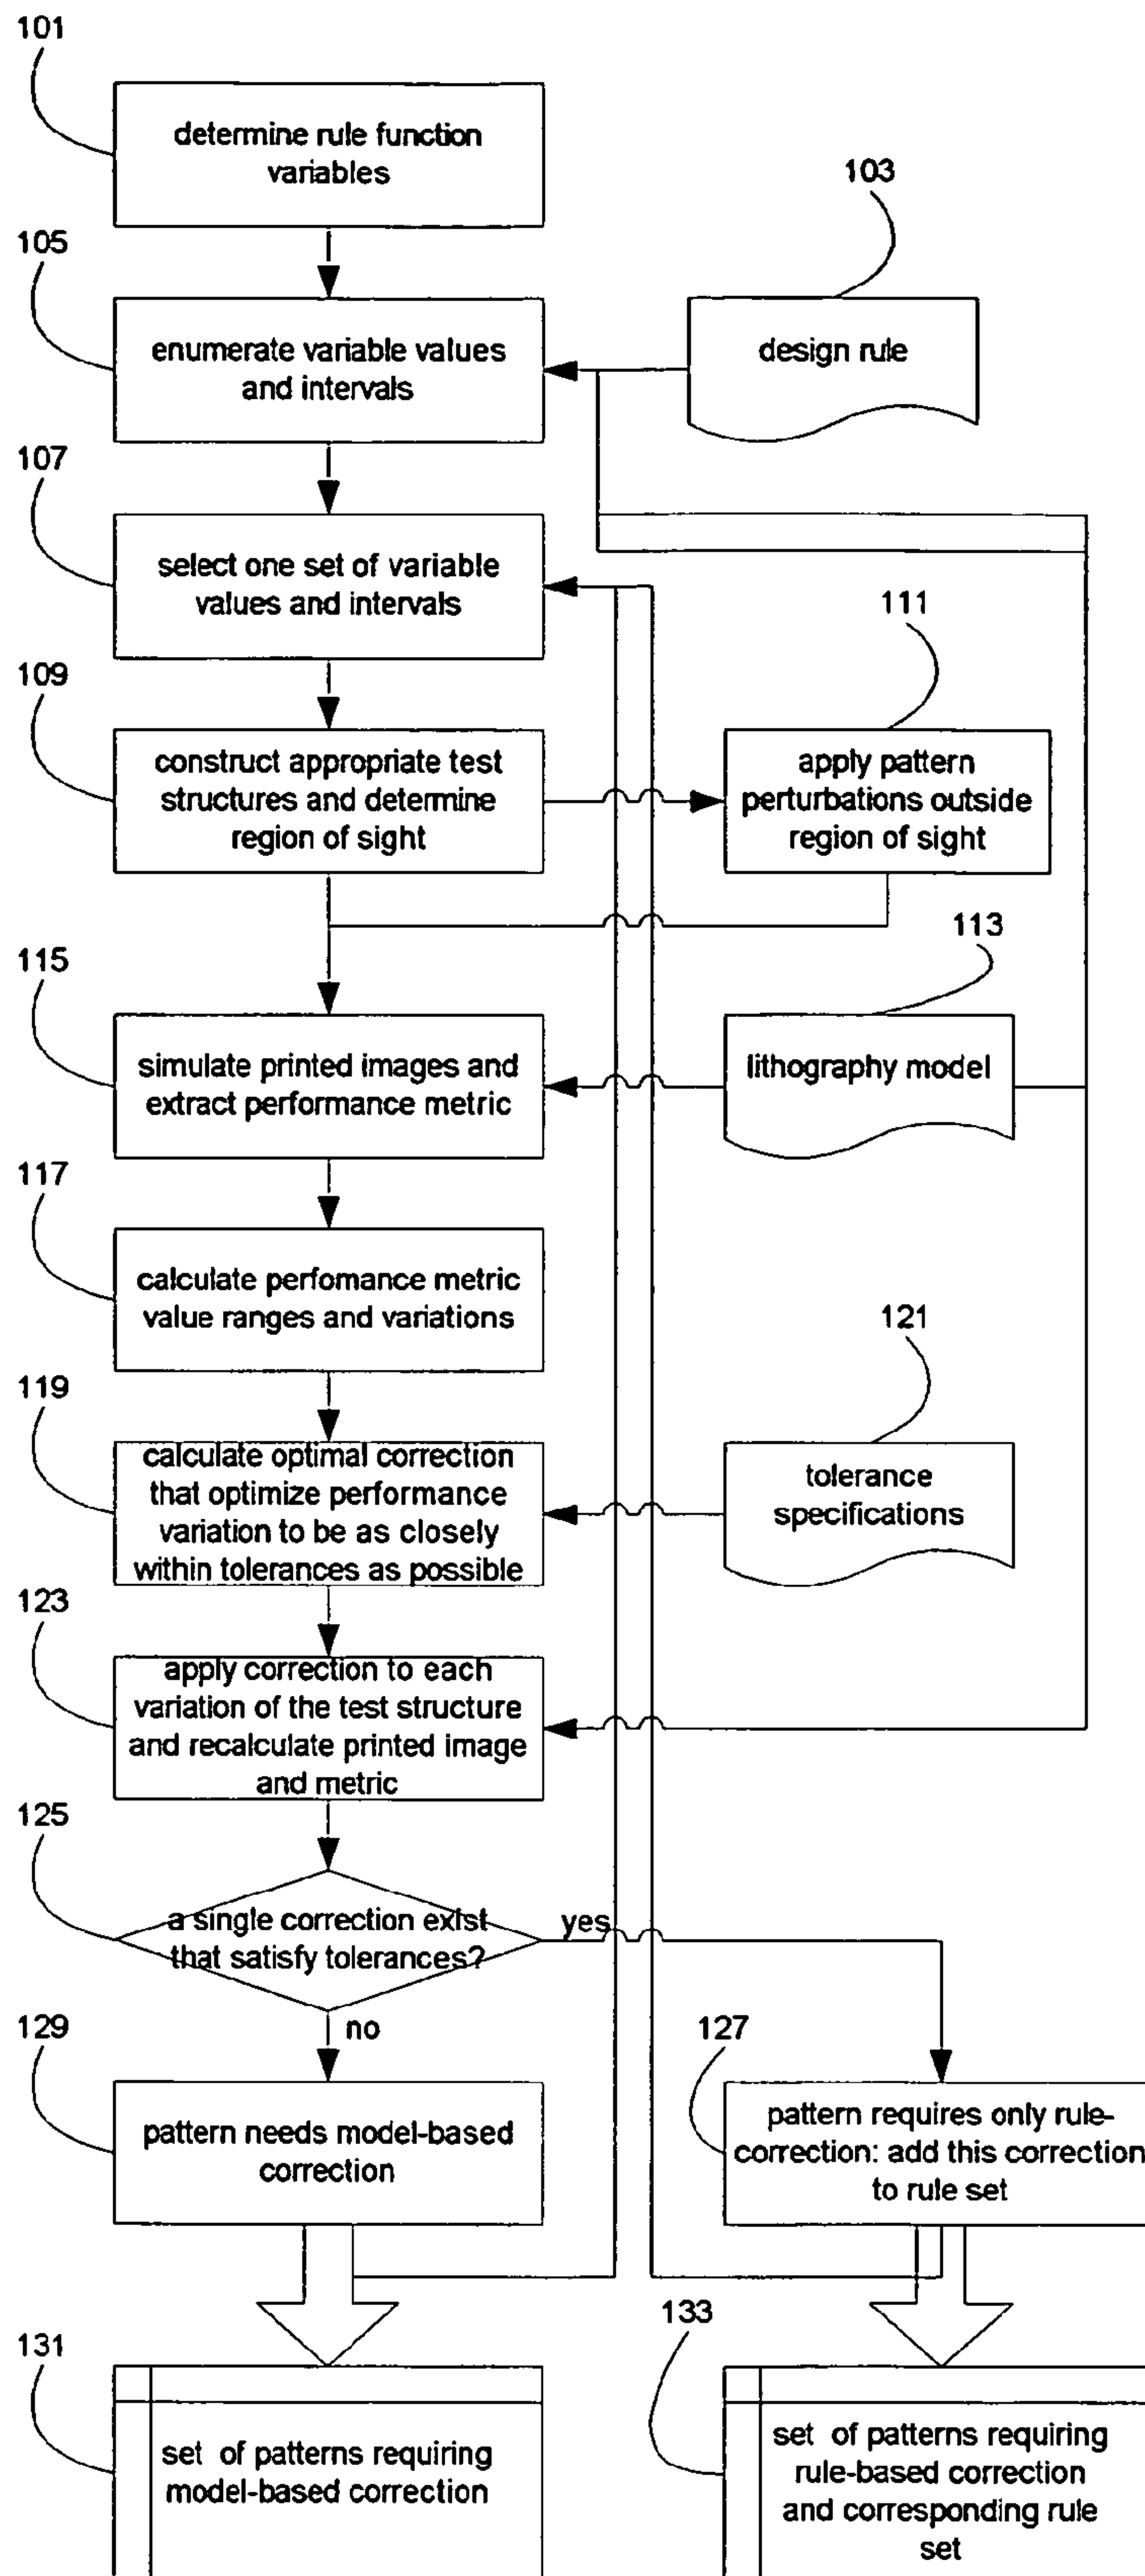 101
determine rule function
variables
103
105
enumerate variable values
and intervals
design rule
107
select one set of variable
values and intervals
111
109
construct appropriate test
structures and determine
region of sight
apply pattern
perturbations outside
region of sight
113
115
simulate printed images and
extract performance metric
lithography model
117
calculate perfomance metric
value ranges and variations
121
119
calculate optimal correction
that optimize performance
variation to be as closely
within tolerances as possible
tolerance
specifications
123
apply correction to each
variation of the test structure
and recalculate printed image
and metric
125
a single correction exist
that satisfy tolerances?
yes
no
129
127
pattern needs model-based
correction
pattern requires only rule-
correction: add this correction
to rule set
133
131
set of patterns requiring
model-based correction
set of patterns requiring
rule-based correction
and corresponding rule
set